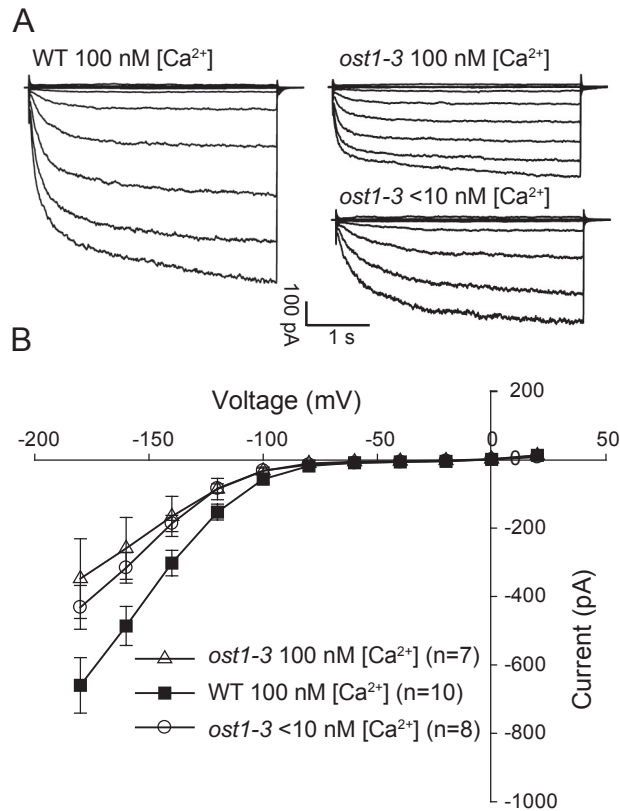 A
WT 100 nM [Ca²⁺]
ost1-3 100 nM [Ca²⁺]
ost1-3 <10 nM [Ca²⁺]
100 pA
1 s
B
Voltage (mV)
-200 -150 -100 -50 0 50
200
0
-200
-400
-600
-800
-1000
Current (pA)
ost1-3 100 nM [Ca²⁺] (n=7)
WT 100 nM [Ca²⁺] (n=10)
ost1-3 <10 nM [Ca²⁺] (n=8)